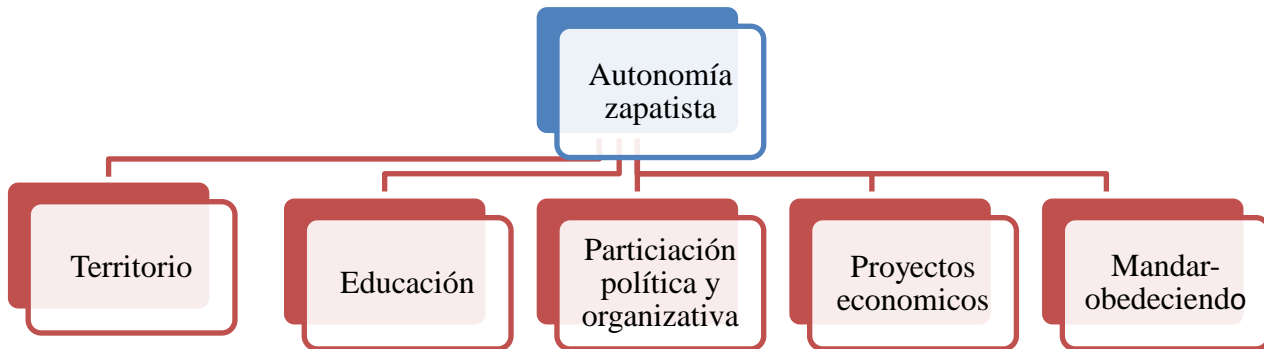 Autonomía
zapatista
Territorio
Educación
Particiación
política y
organizativa
Proyectos
economicos
Mandar-
obedeciendo